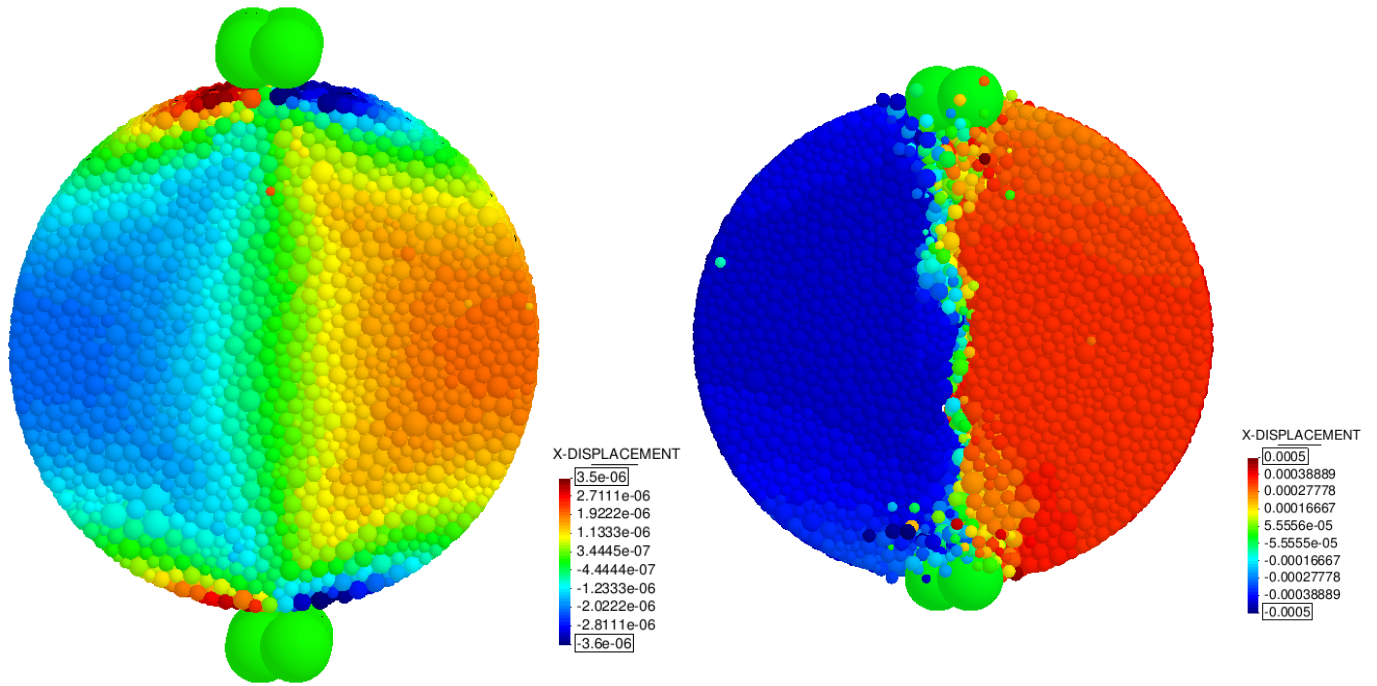 X-DISPLACEMENT
3.5e-06
2.7111e-06
1.9222e-06
1.1333e-06
3.4445e-07
-4.4444e-07
-1.2333e-06
-2.0222e-06
-2.8111e-06
-3.6e-06
X-DISPLACEMENT
0.0005
0.00038889
0.00027778
0.00016667
5.5556e-05
-5.5555e-05
-0.00016667
-0.00027778
-0.00038889
-0.0005